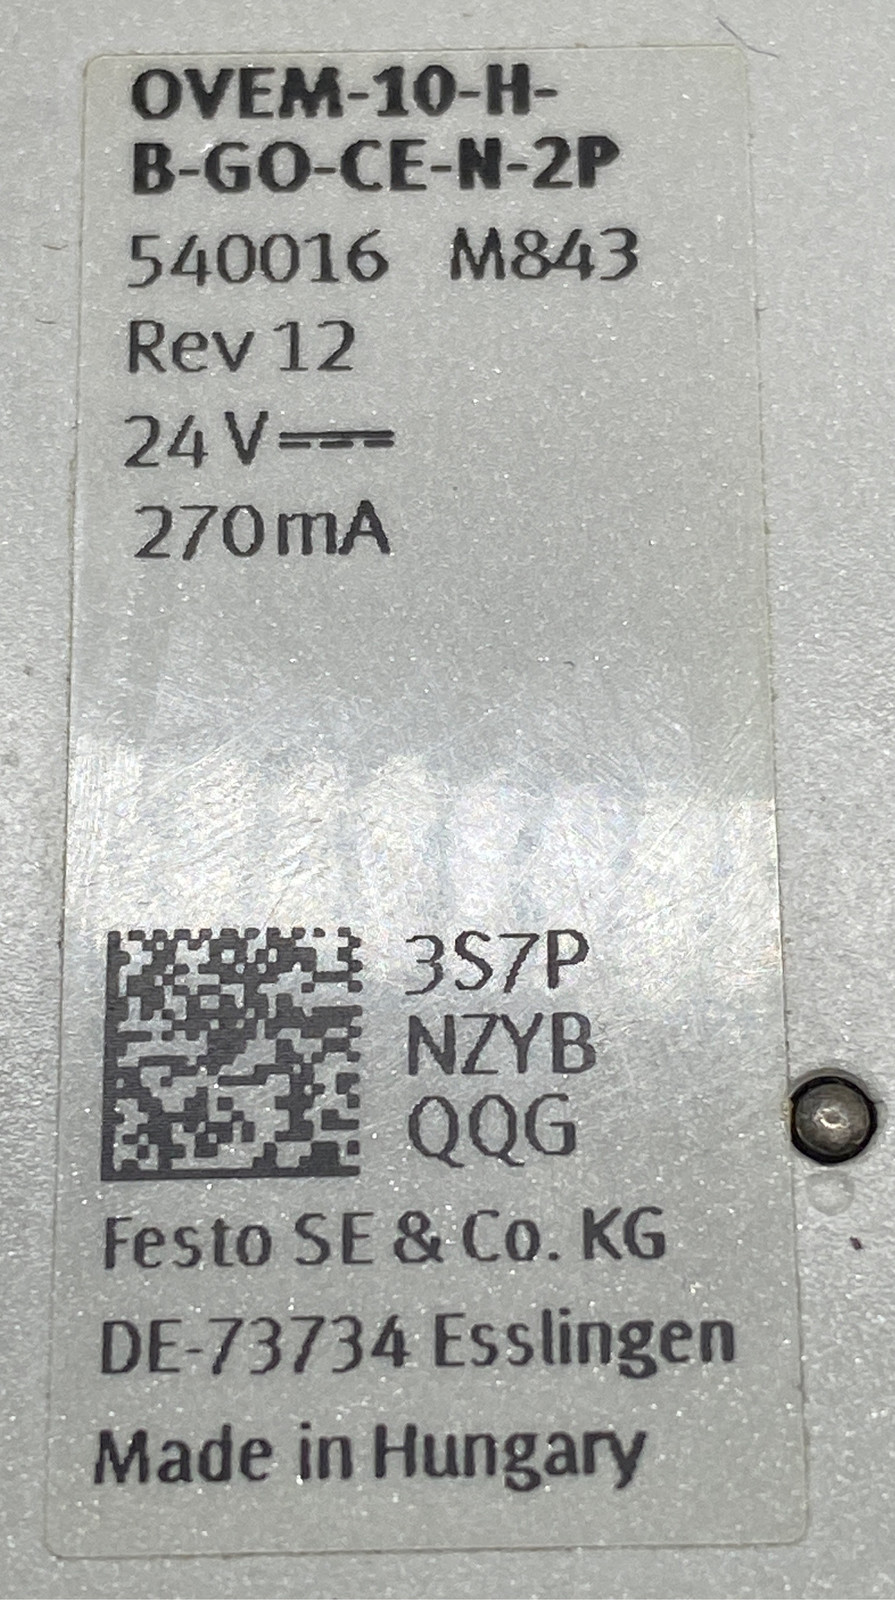 OVEM-10-H-
B-GO-CE-N-2P
540016 M843
Rev 12
24 V⎓
270mA
3S7P
NZYB
QQG
Festo SE & Co. KG
DE-73734 Esslingen
Made in Hungary